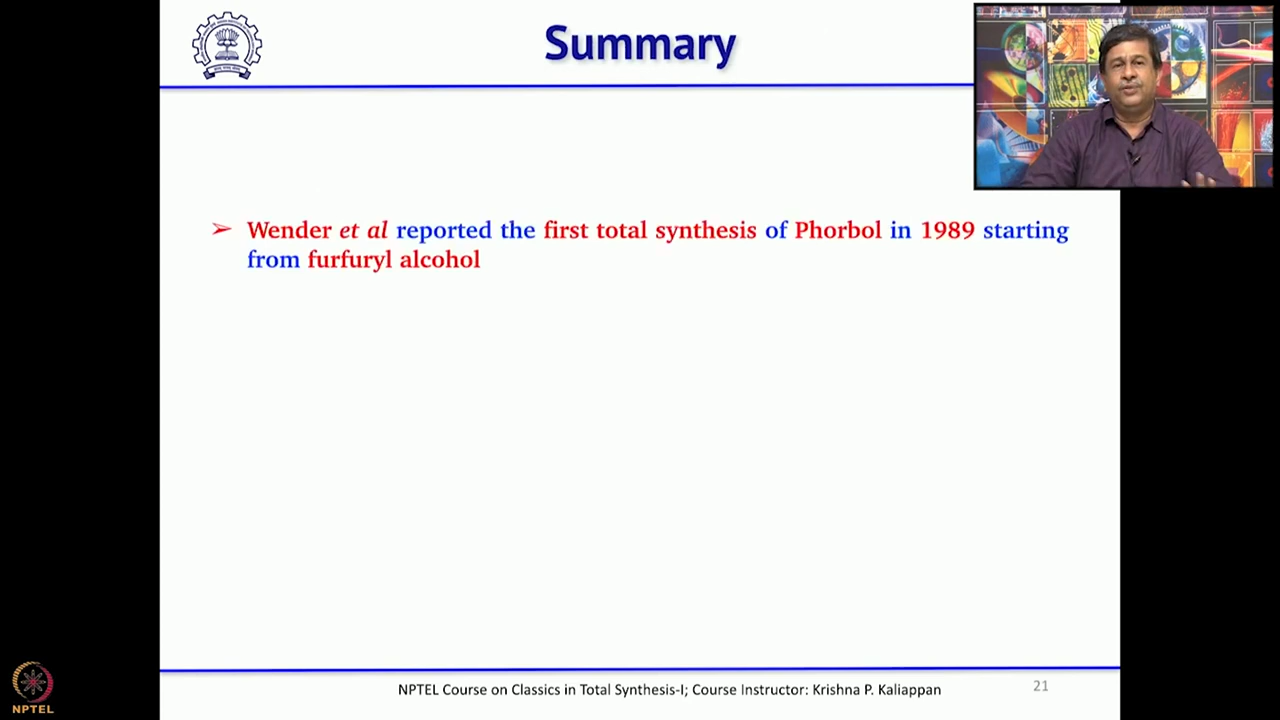 Summary
➢ Wender et al reported the first total synthesis of Phorbol in 1989 starting
from furfuryl alcohol
NPTEL Course on Classics in Total Synthesis-I; Course Instructor: Krishna P. Kaliappan
21
NPTEL